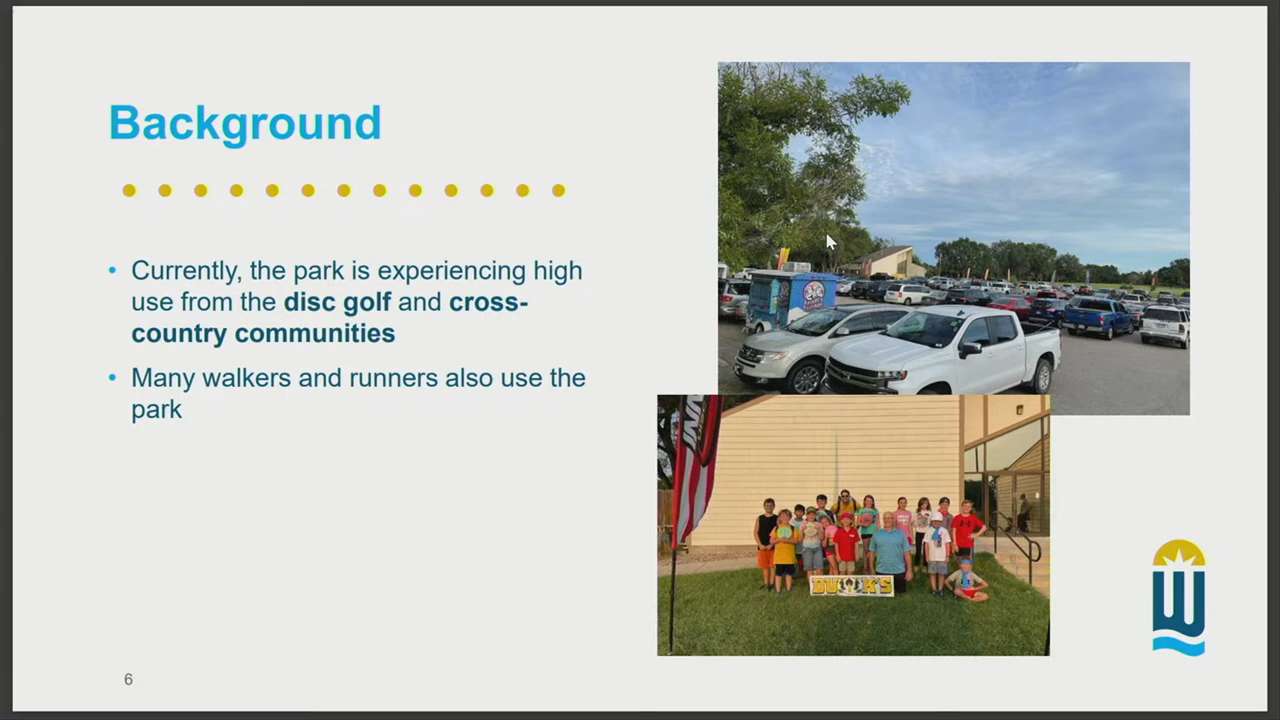 Background
• Currently, the park is experiencing high
use from the disc golf and cross-
country communities
• Many walkers and runners also use the
park
DUCK'S
6